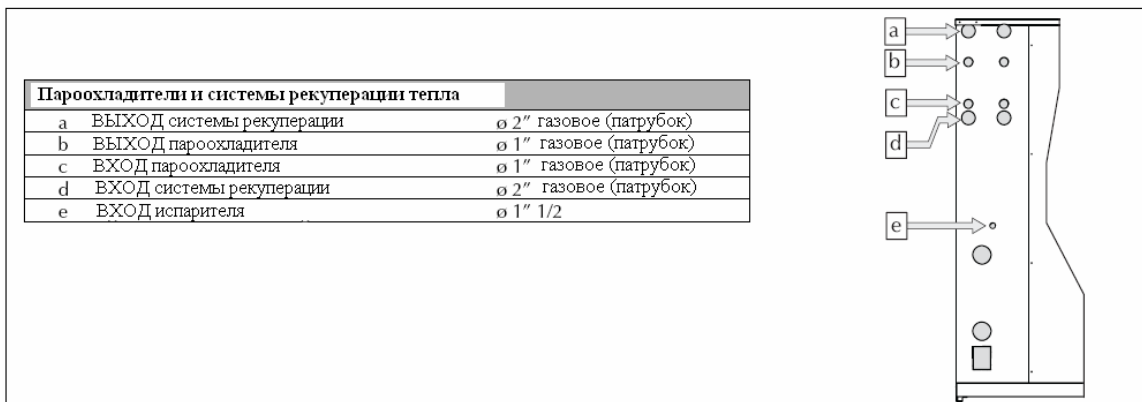 Пароохладители и системы рекуперации тепла
a ВЫХОД системы рекуперации ø 2" газовое (патрубок)
b ВЫХОД пароохладителя ø 1" газовое (патрубок)
c ВХОД пароохладителя ø 1" газовое (патрубок)
d ВХОД системы рекуперации ø 2" газовое (патрубок)
e ВХОД испарителя ø 1" 1/2
a
b
c
d
e